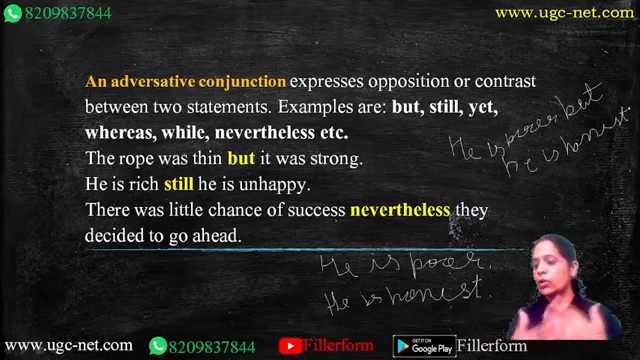 8209837844
www.ugc-net.com
An adversative conjunction expresses opposition or contrast
between two statements. Examples are: but, still, yet,
whereas, while, nevertheless etc.
The rope was thin but it was strong.
He is rich still he is unhappy.
There was little chance of success nevertheless they
decided to go ahead.
He is poor but
he is honest
He is poor.
He is honest.
www.ugc-net.com
8209837844
Fillerform
GET IT ON
Google Play
Fillerform